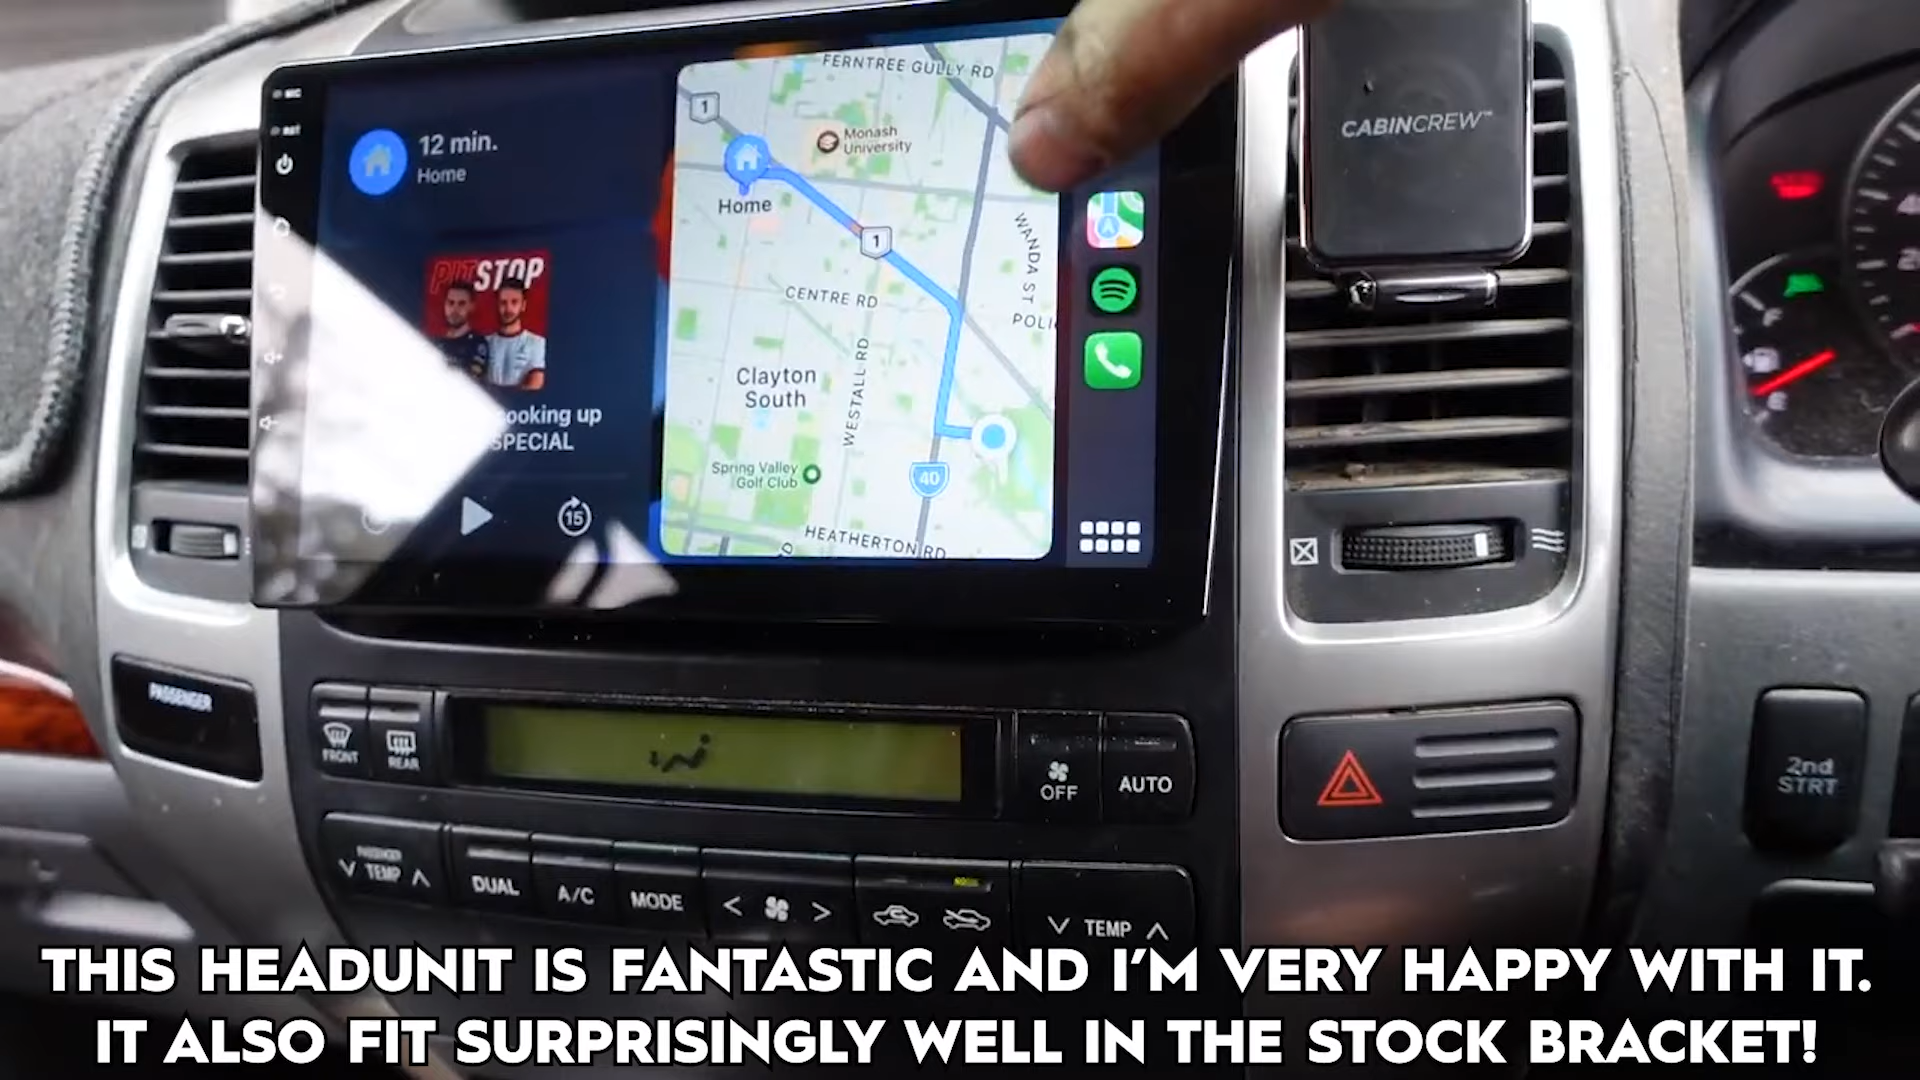 MIC
RST
12 min.
Home
PIT STOP
ooking up
SPECIAL
15
FERNTREE GULLY RD
1
Monash
University
Home
1
WANDA ST
CENTRE RD
POLI
Clayton
South
WESTALL RD
Spring Valley
Golf Club
40
HEATHERTON RD
CABINCREW™
F
E
PASSENGER
FRONT
REAR
OFF
AUTO
PASSENGER
TEMP
DUAL
A/C
MODE
TEMP
2nd
STRT
THIS HEADUNIT IS FANTASTIC AND I'M VERY HAPPY WITH IT.
IT ALSO FIT SURPRISINGLY WELL IN THE STOCK BRACKET!